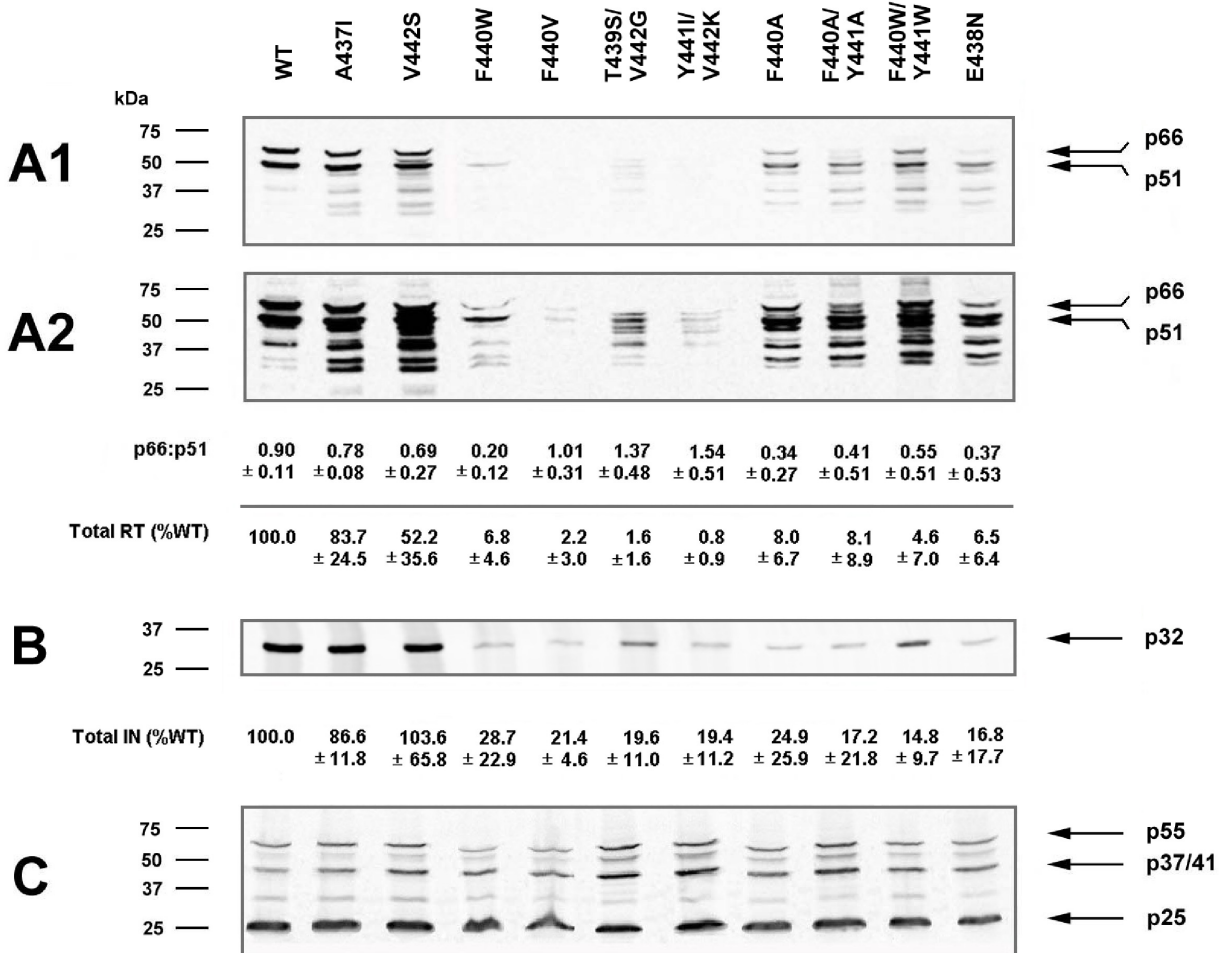 WT A437I V442S F440W F440V T439S/ V442G Y441I/ V442K F440A F440A/ Y441A F440W/ Y441W E438N
kDa
A1
75
50
37
25
p66
p51
A2
75
50
37
25
p66
p51
p66:p51 0.90 0.78 0.69 0.20 1.01 1.37 1.54 0.34 0.41 0.55 0.37
± 0.11 ± 0.08 ± 0.27 ± 0.12 ± 0.31 ± 0.48 ± 0.51 ± 0.27 ± 0.51 ± 0.51 ± 0.53
Total RT (%WT) 100.0 83.7 52.2 6.8 2.2 1.6 0.8 8.0 8.1 4.6 6.5
± 24.5 ± 35.6 ± 4.6 ± 3.0 ± 1.6 ± 0.9 ± 6.7 ± 8.9 ± 7.0 ± 6.4
B
37
25
p32
Total IN (%WT) 100.0 86.6 103.6 28.7 21.4 19.6 19.4 24.9 17.2 14.8 16.8
± 11.8 ± 65.8 ± 22.9 ± 4.6 ± 11.0 ± 11.2 ± 25.9 ± 21.8 ± 9.7 ± 17.7
C
75
50
37
25
p55
p37/41
p25